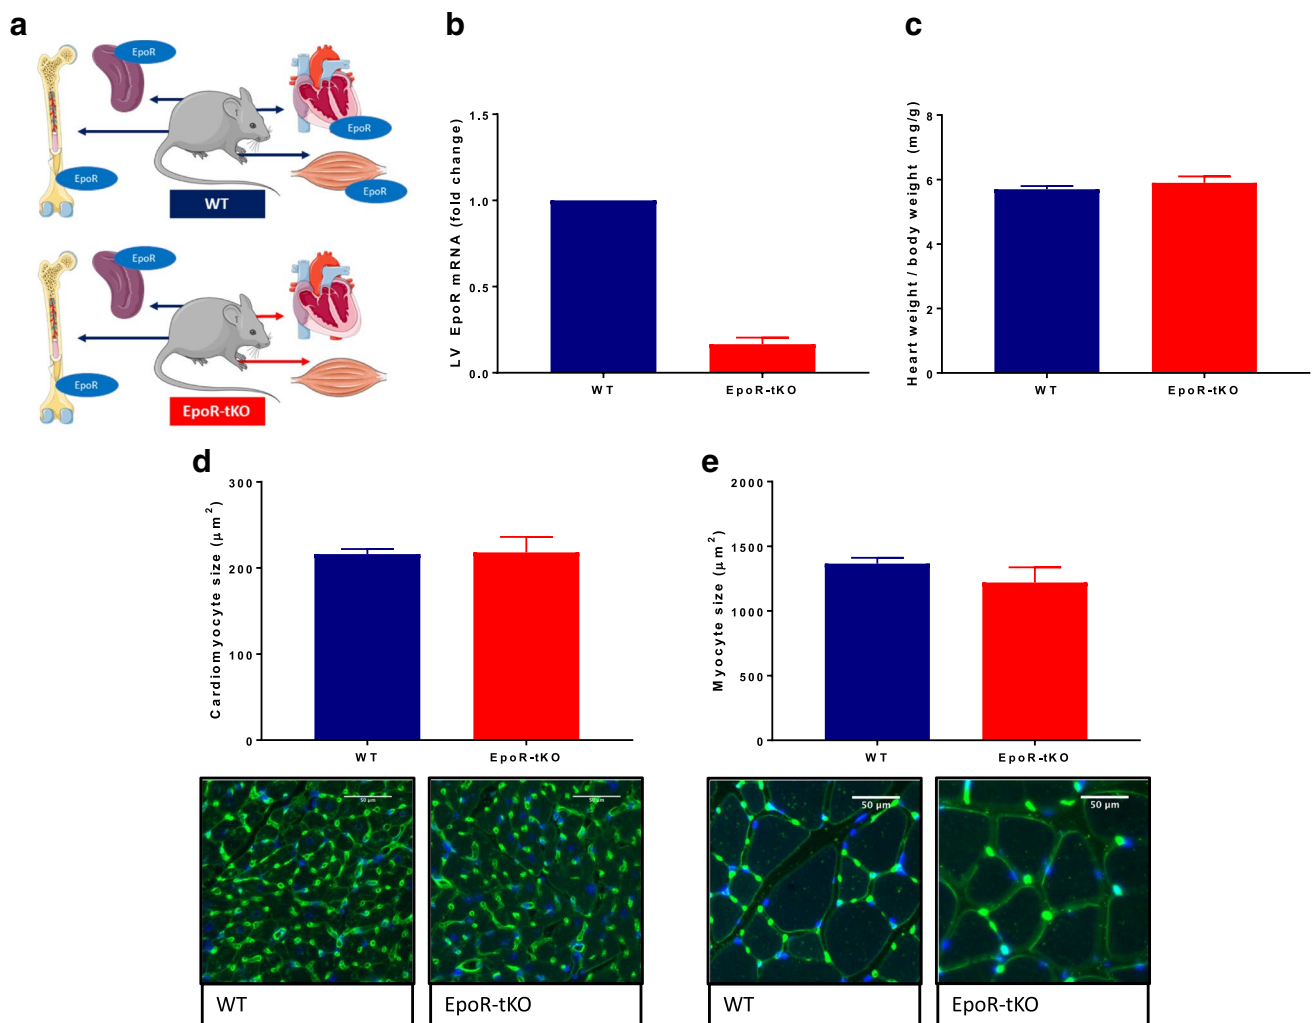 a
EpoR
EpoR
EpoR
EpoR
WT
EpoR
EpoR
EpoR-tKO
b
LV EpoR mRNA (fold change)
1.5
1.0
0.5
0.0
WT
EpoR-tKO
c
Heart weight / body weight (mg/g)
8
6
4
2
0
WT
EpoR-tKO
d
Cardiomyocyte size (μm²)
300
200
100
0
WT
EpoR-tKO
50 μm
50 μm
WT
EpoR-tKO
e
Myocyte size (μm²)
2000
1500
1000
500
0
WT
EpoR-tKO
50 μm
50 μm
WT
EpoR-tKO